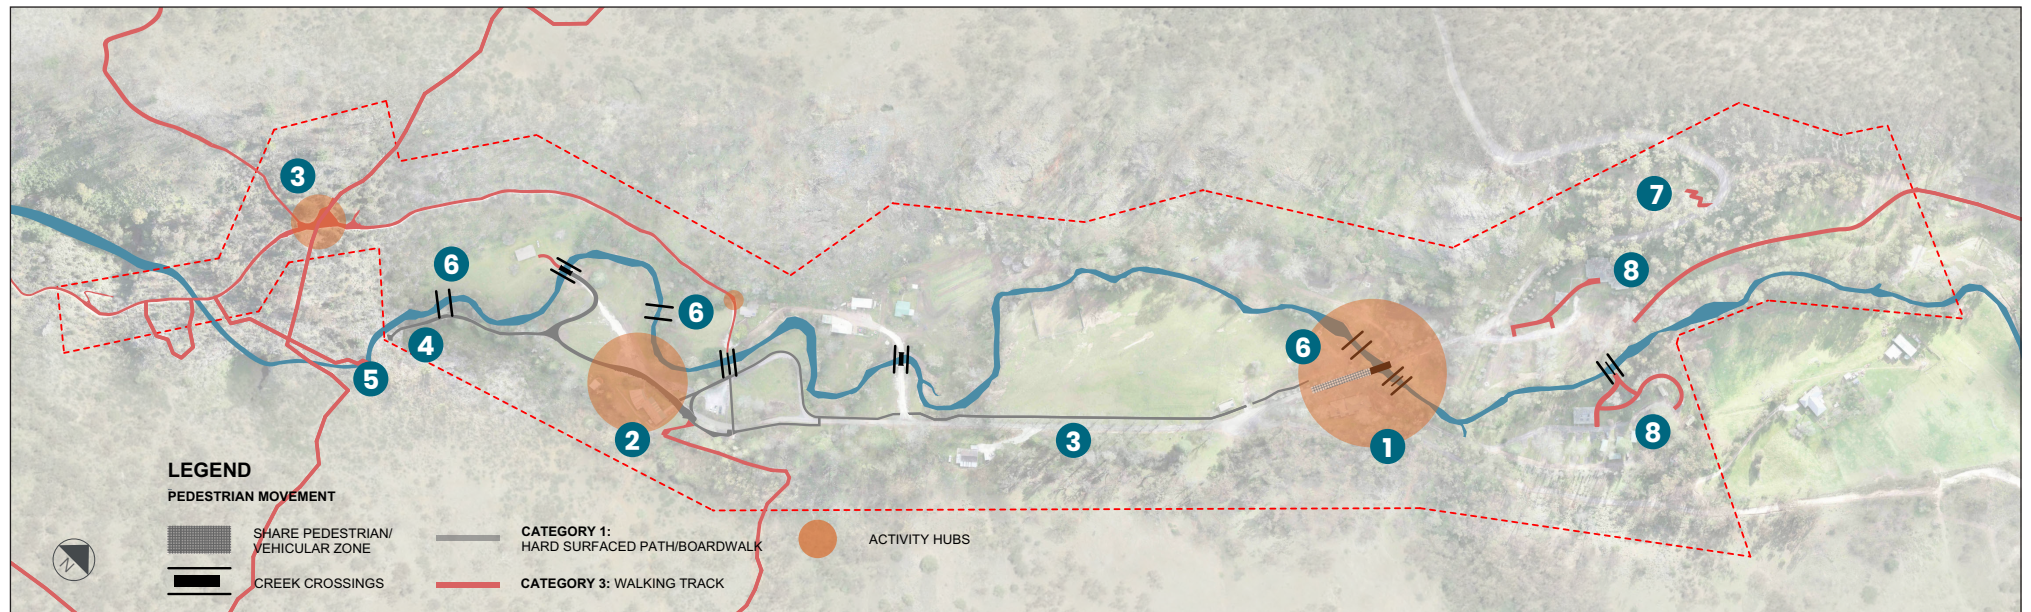 3
7
6
8
6
4
6
5
2
3
1
8
LEGEND
PEDESTRIAN MOVEMENT
SHARE PEDESTRIAN/
VEHICULAR ZONE
CREEK CROSSINGS
CATEGORY 1:
HARD SURFACED PATH/BOARDWALK
CATEGORY 3: WALKING TRACK
ACTIVITY HUBS
N